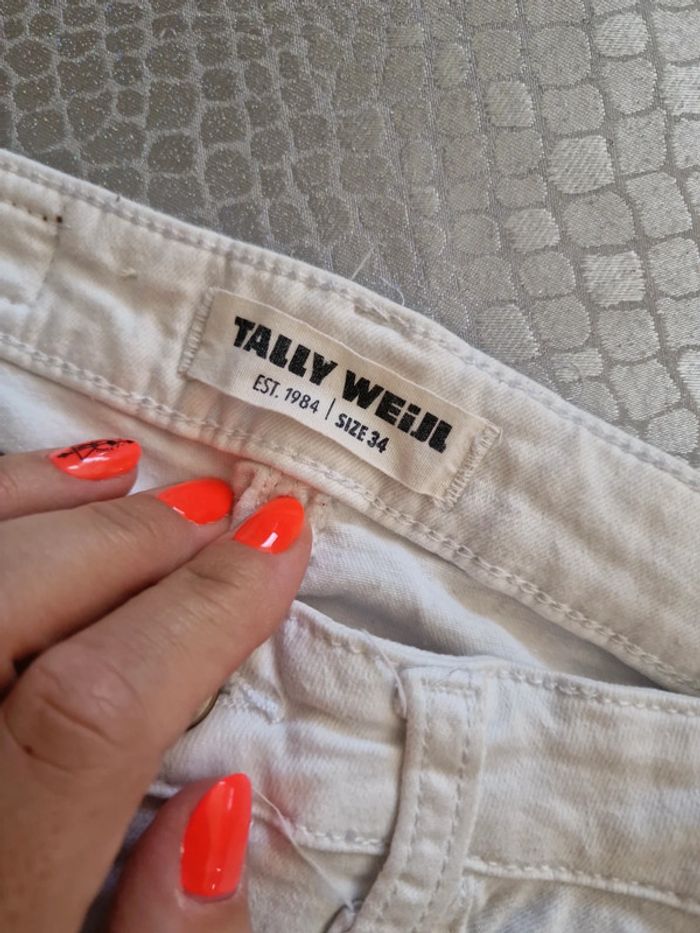 TALLY WEiJL
EST. 1984 | SIZE 34